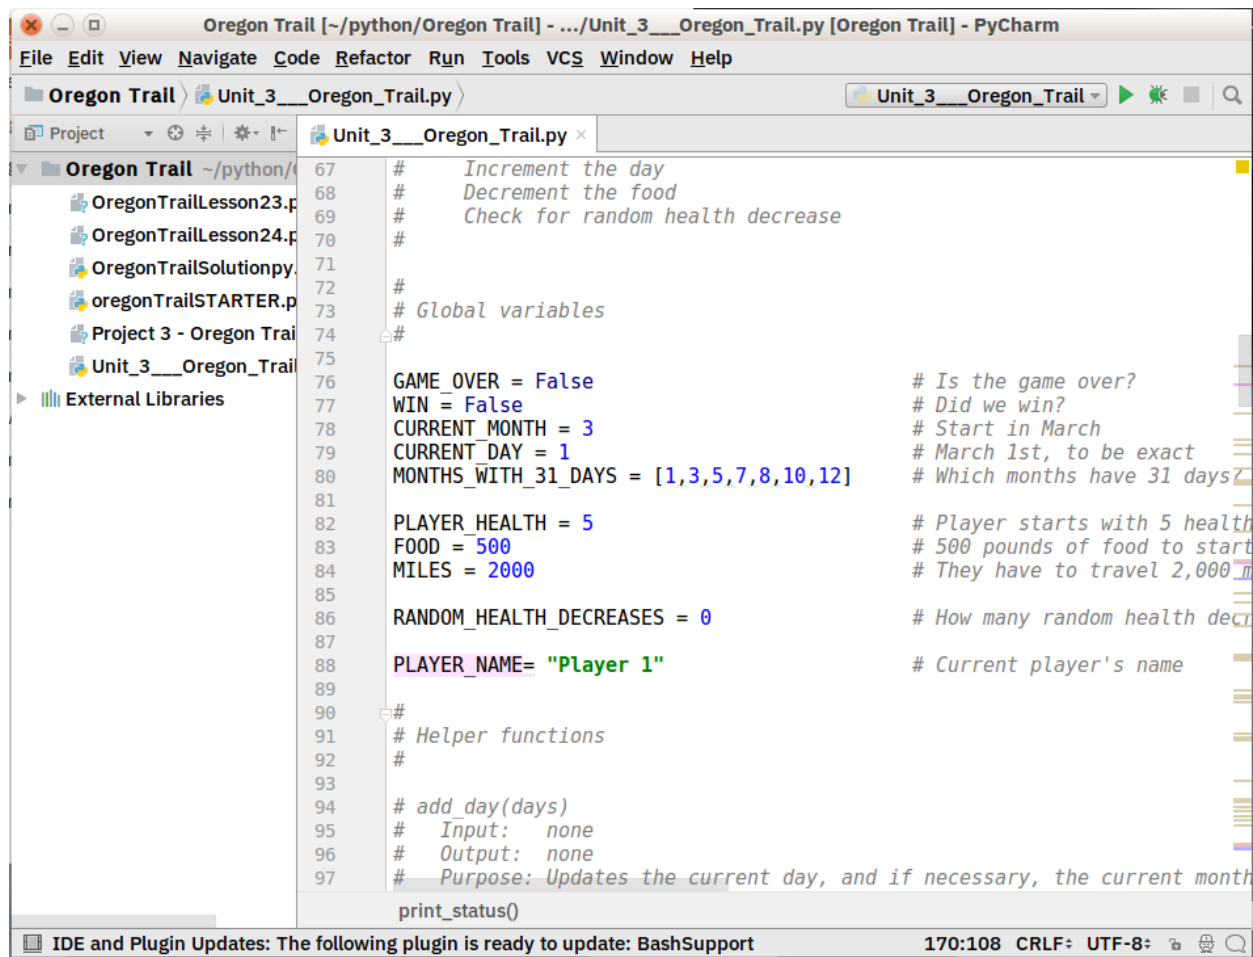 Oregon Trail [~/python/Oregon Trail] - .../Unit_3___Oregon_Trail.py [Oregon Trail] - PyCharm
File Edit View Navigate Code Refactor Run Tools VCS Window Help
Oregon Trail Unit_3___Oregon_Trail.py Unit_3___Oregon_Trail
Project Unit_3___Oregon_Trail.py
Oregon Trail ~/python/
OregonTrailLesson23.p
OregonTrailLesson24.p
OregonTrailSolutionpy.
oregonTrailSTARTER.p
Project 3 - Oregon Trai
Unit_3___Oregon_Trail
External Libraries
67 # Increment the day
68 # Decrement the food
69 # Check for random health decrease
70 #
71
72 #
73 # Global variables
74 #
75
76 GAME_OVER = False # Is the game over?
77 WIN = False # Did we win?
78 CURRENT_MONTH = 3 # Start in March
79 CURRENT_DAY = 1 # March 1st, to be exact
80 MONTHS_WITH_31_DAYS = [1,3,5,7,8,10,12] # Which months have 31 days?
81
82 PLAYER_HEALTH = 5 # Player starts with 5 health
83 FOOD = 500 # 500 pounds of food to start
84 MILES = 2000 # They have to travel 2,000 m
85
86 RANDOM_HEALTH_DECREASES = 0 # How many random health decr
87
88 PLAYER_NAME= "Player 1" # Current player's name
89
90 #
91 # Helper functions
92 #
93
94 # add_day(days)
95 # Input: none
96 # Output: none
97 # Purpose: Updates the current day, and if necessary, the current month
print_status()
IDE and Plugin Updates: The following plugin is ready to update: BashSupport 170:108 CRLF UTF-8